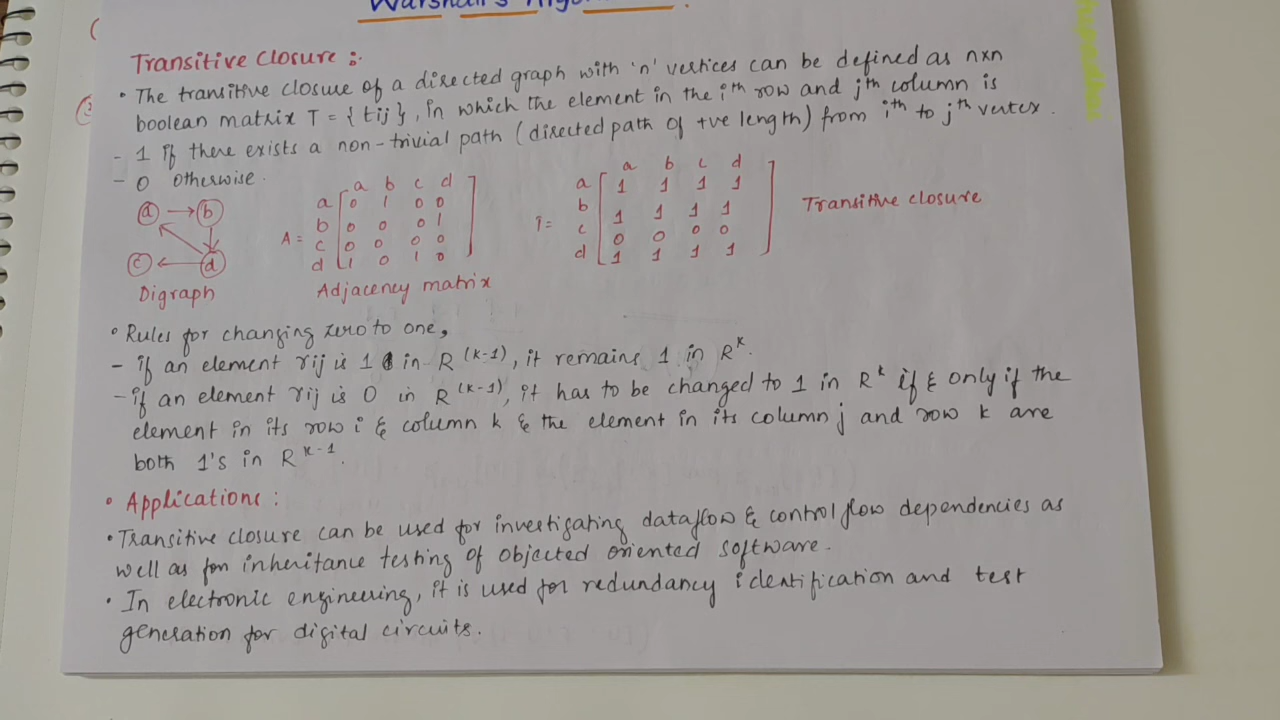 Warshall's Algorithm :
Transitive Closure :-
• The transitive closure of a directed graph with 'n' vertices can be defined as nxn
boolean matrix T = { tij }, in which the element in the ith row and jth column is
- 1 if there exists a non-trivial path (directed path of +ve length) from ith to jth vertex.
- 0 otherwise.
a b
c d
Digraph
a b c d
a 0 1 0 0
A = b 0 0 0 1
c 0 0 0 0
d 1 0 1 0
Adjacency matrix
a b c d
a 1 1 1 1
T = b 1 1 1 1
c 0 0 0 0
d 1 1 1 1
Transitive closure
• Rules for changing zero to one,
- if an element rij is 1 in R (k-1), it remains 1 in R k.
- if an element rij is 0 in R (k-1), it has to be changed to 1 in R k if & only if the
element in its row i & column k & the element in its column j and row k are
both 1's in R k-1.
• Applications :
• Transitive closure can be used for investigating dataflow & control flow dependencies as
well as for inheritance testing of objected oriented software.
• In electronic engineering, it is used for redundancy identification and test
generation for digital circuits.